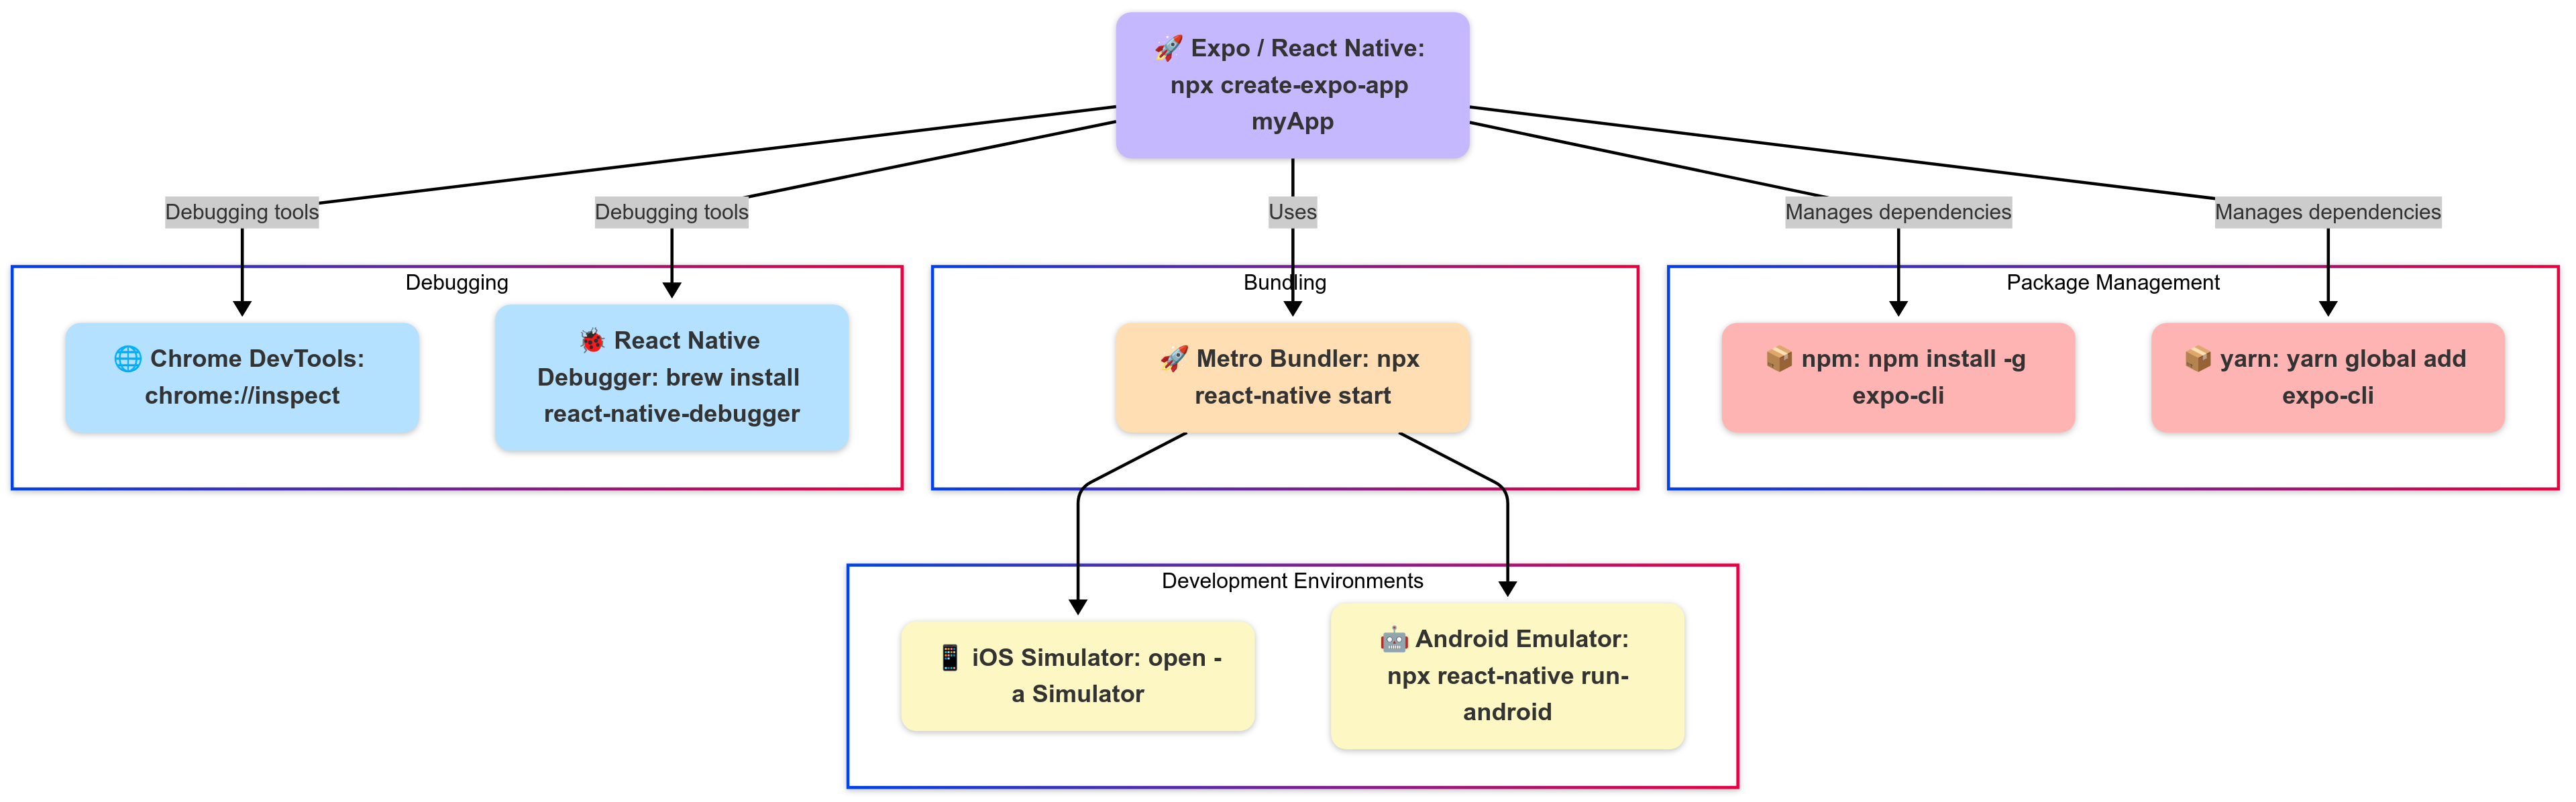 🚀 Expo / React Native:
npx create-expo-app
myApp
Debugging tools
Debugging tools
Uses
Manages dependencies
Manages dependencies
Debugging
Bundling
Package Management
🌐 Chrome DevTools:
chrome://inspect
🐞 React Native
Debugger: brew install
react-native-debugger
🚀 Metro Bundler: npx
react-native start
📦 npm: npm install -g
expo-cli
📦 yarn: yarn global add
expo-cli
Development Environments
📱 iOS Simulator: open -
a Simulator
🤖 Android Emulator:
npx react-native run-
android